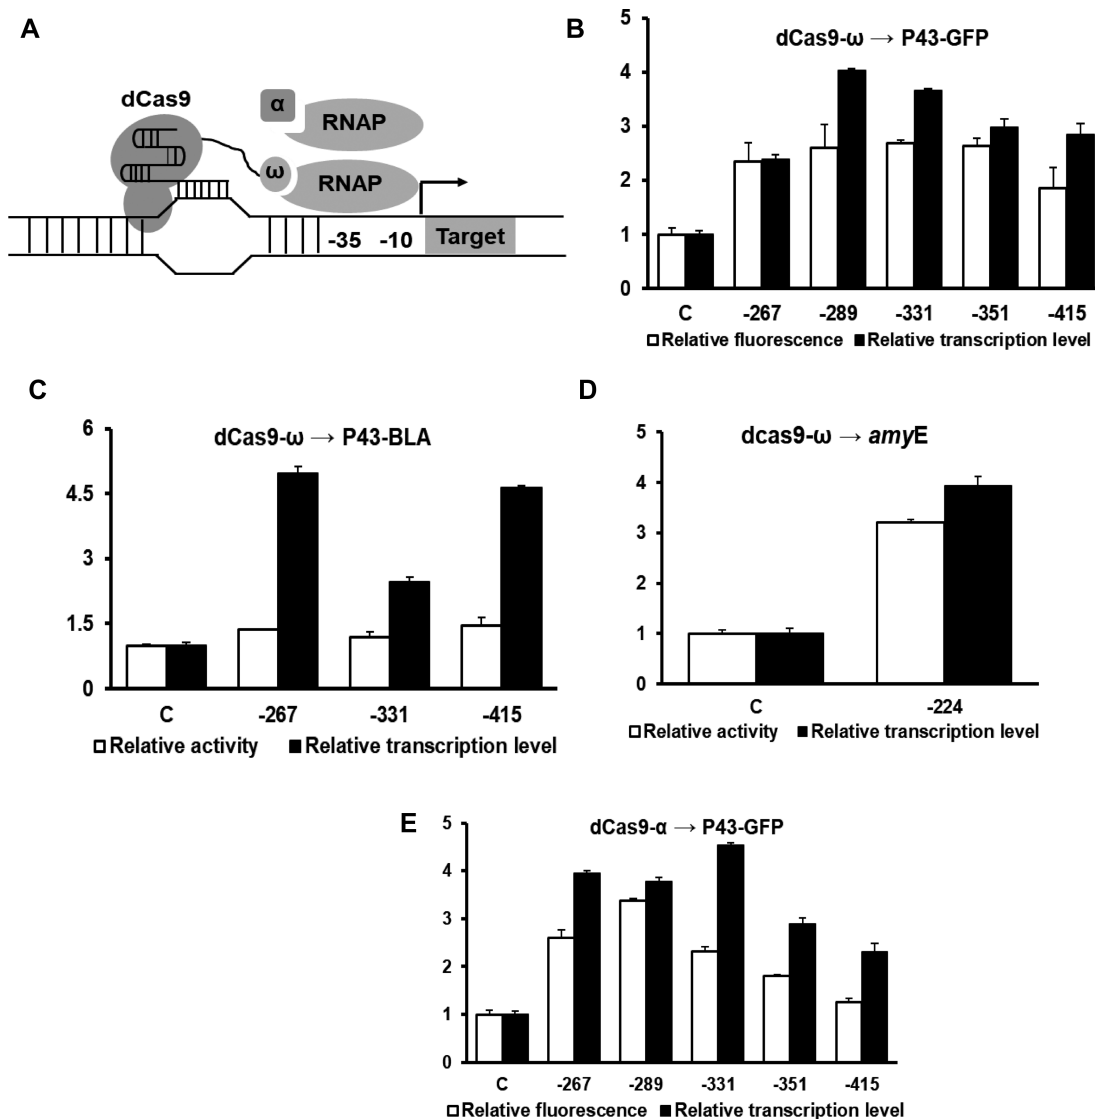 A
dCas9
α
RNAP
ω
RNAP
-35 -10 Target
B
dCas9-ω → P43-GFP
5
4
3
2
1
0
C -267 -289 -331 -351 -415
Relative fluorescence Relative transcription level
C
dCas9-ω → P43-BLA
6
4.5
3
1.5
0
C -267 -331 -415
Relative activity Relative transcription level
D
dcas9-ω → amyE
5
4
3
2
1
0
C -224
Relative activity Relative transcription level
E
dCas9-α → P43-GFP
5
4
3
2
1
0
C -267 -289 -331 -351 -415
Relative fluorescence Relative transcription level